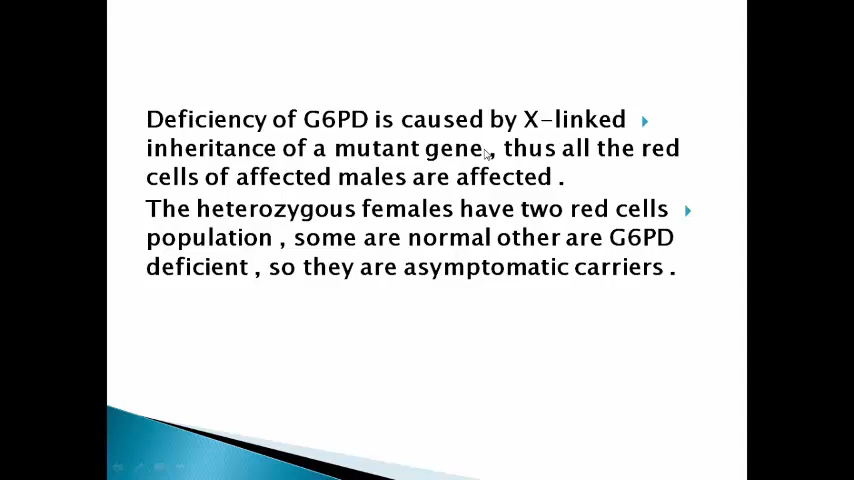 Deficiency of G6PD is caused by X-linked
inheritance of a mutant gene , thus all the red
cells of affected males are affected .
The heterozygous females have two red cells
population , some are normal other are G6PD
deficient , so they are asymptomatic carriers .